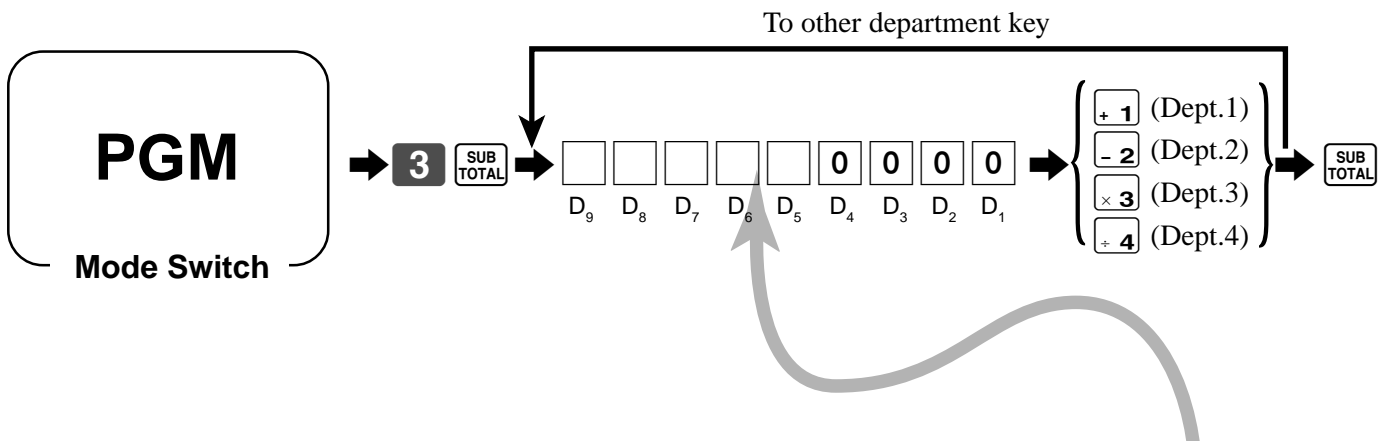 To other department key
PGM
Mode Switch
3 SUB TOTAL
0 0 0 0
D9 D8 D7 D6 D5 D4 D3 D2 D1
+ 1 (Dept.1)
- 2 (Dept.2)
× 3 (Dept.3)
÷ 4 (Dept.4)
SUB TOTAL